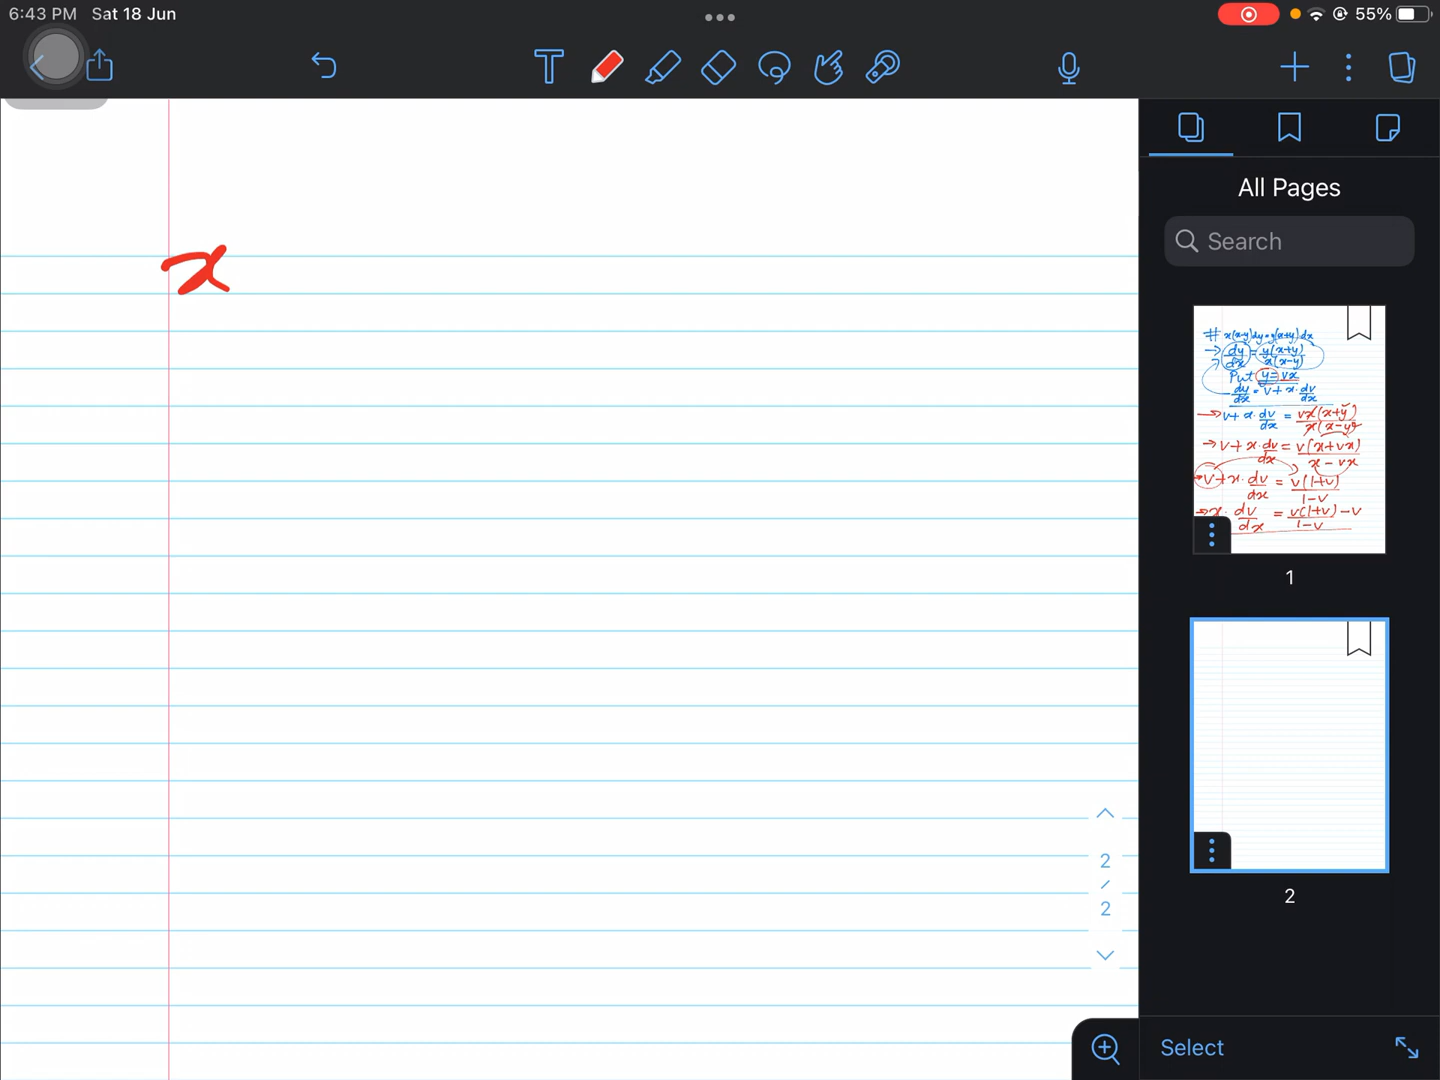 6:43 PM Sat 18 Jun
55%
T
x
All Pages
Search
# x(x-y)dy = y(x+y)dx
→ dy/dx = y(x+y)/x(x-y)
Put y = vx
dy/dx = v + x·dv/dx
→ v + x·dv/dx = vx(x+y)/x(x-y)
→ v + x·dv/dx = v(x+vx)/x-vx
→ v + x·dv/dx = v(1+v)/1-v
→ x·dv/dx = v(1+v)/1-v - v
1
2
2
/
2
Select